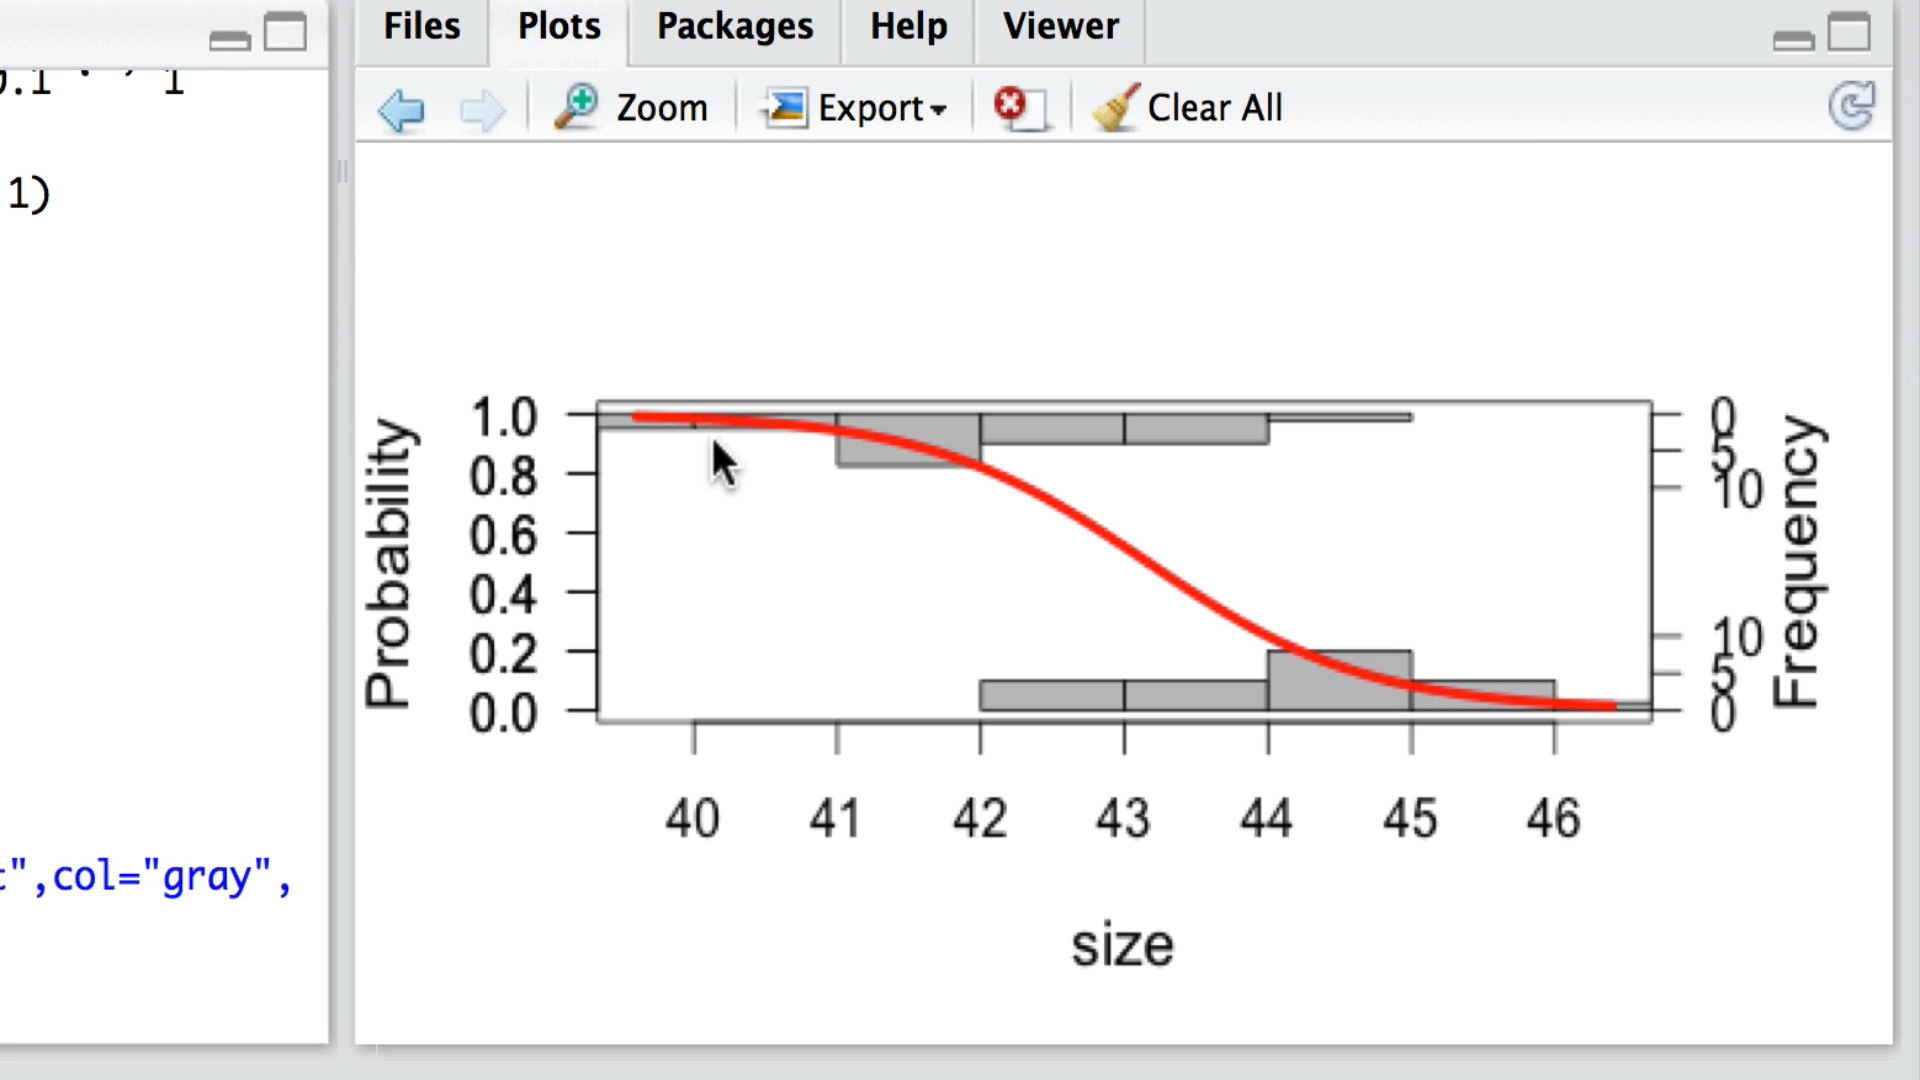 Files Plots Packages Help Viewer
Zoom Export Clear All
1)
Probability
1.0
0.8
0.6
0.4
0.2
0.0
0
5
10
10
5
0
Frequency
40 41 42 43 44 45 46
size
",col="gray",